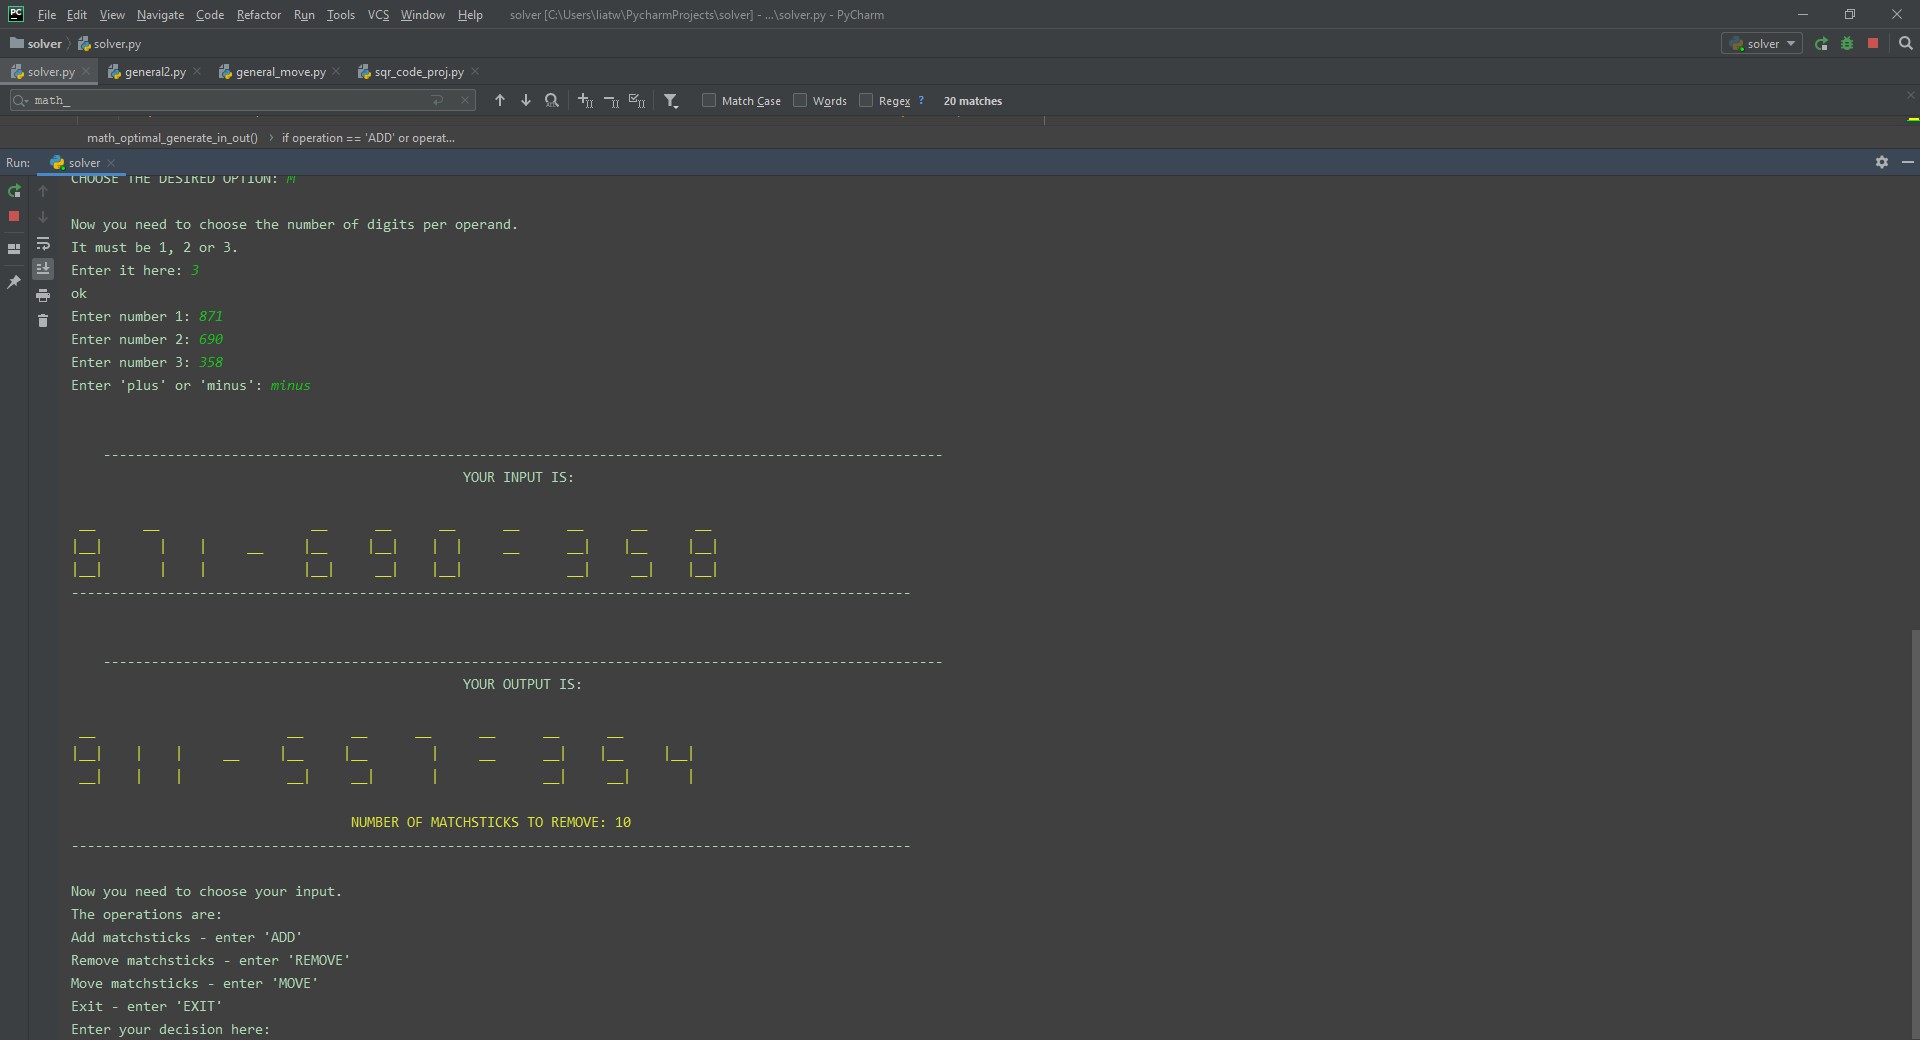 File Edit View Navigate Code Refactor Run Tools VCS Window Help solver [C:\Users\liatw\PycharmProjects\solver] - ...\solver.py - PyCharm
solver solver.py solver
solver.py general2.py general_move.py sqr_code_proj.py
math_ Match Case Words Regex ? 20 matches
math_optimal_generate_in_out() if operation == 'ADD' or operat...
Run: solver
CHOOSE THE DESIRED OPTION: M
Now you need to choose the number of digits per operand.
It must be 1, 2 or 3.
Enter it here: 3
ok
Enter number 1: 871
Enter number 2: 690
Enter number 3: 358
Enter 'plus' or 'minus': minus
YOUR INPUT IS:
871 - 690 = 358
YOUR OUTPUT IS:
911 - 557 = 354
NUMBER OF MATCHSTICKS TO REMOVE: 10
Now you need to choose your input.
The operations are:
Add matchsticks - enter 'ADD'
Remove matchsticks - enter 'REMOVE'
Move matchsticks - enter 'MOVE'
Exit - enter 'EXIT'
Enter your decision here: